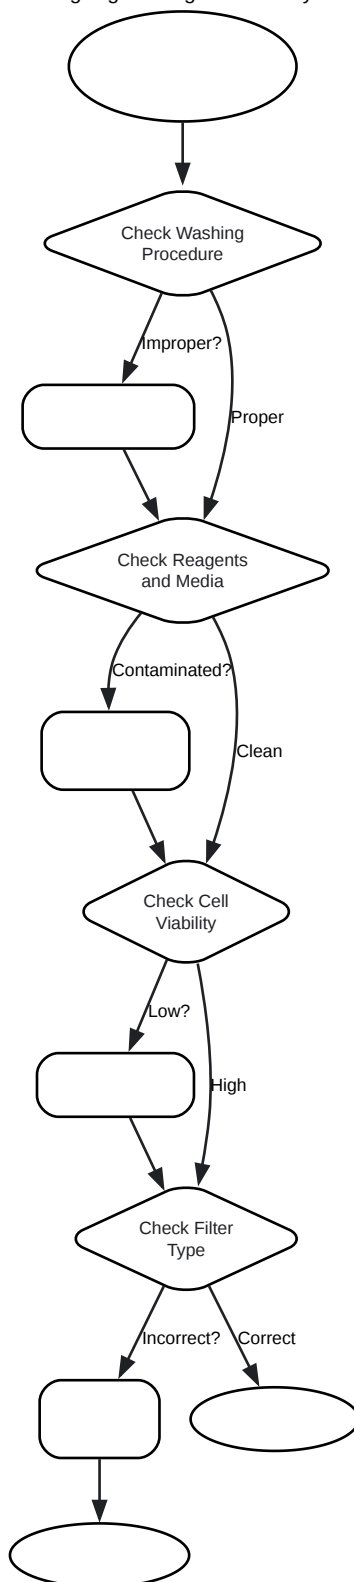 Check Washing
Procedure
Improper?
Proper
Check Reagents
and Media
Contaminated?
Clean
Check Cell
Viability
Low?
High
Check Filter
Type
Incorrect?
Correct